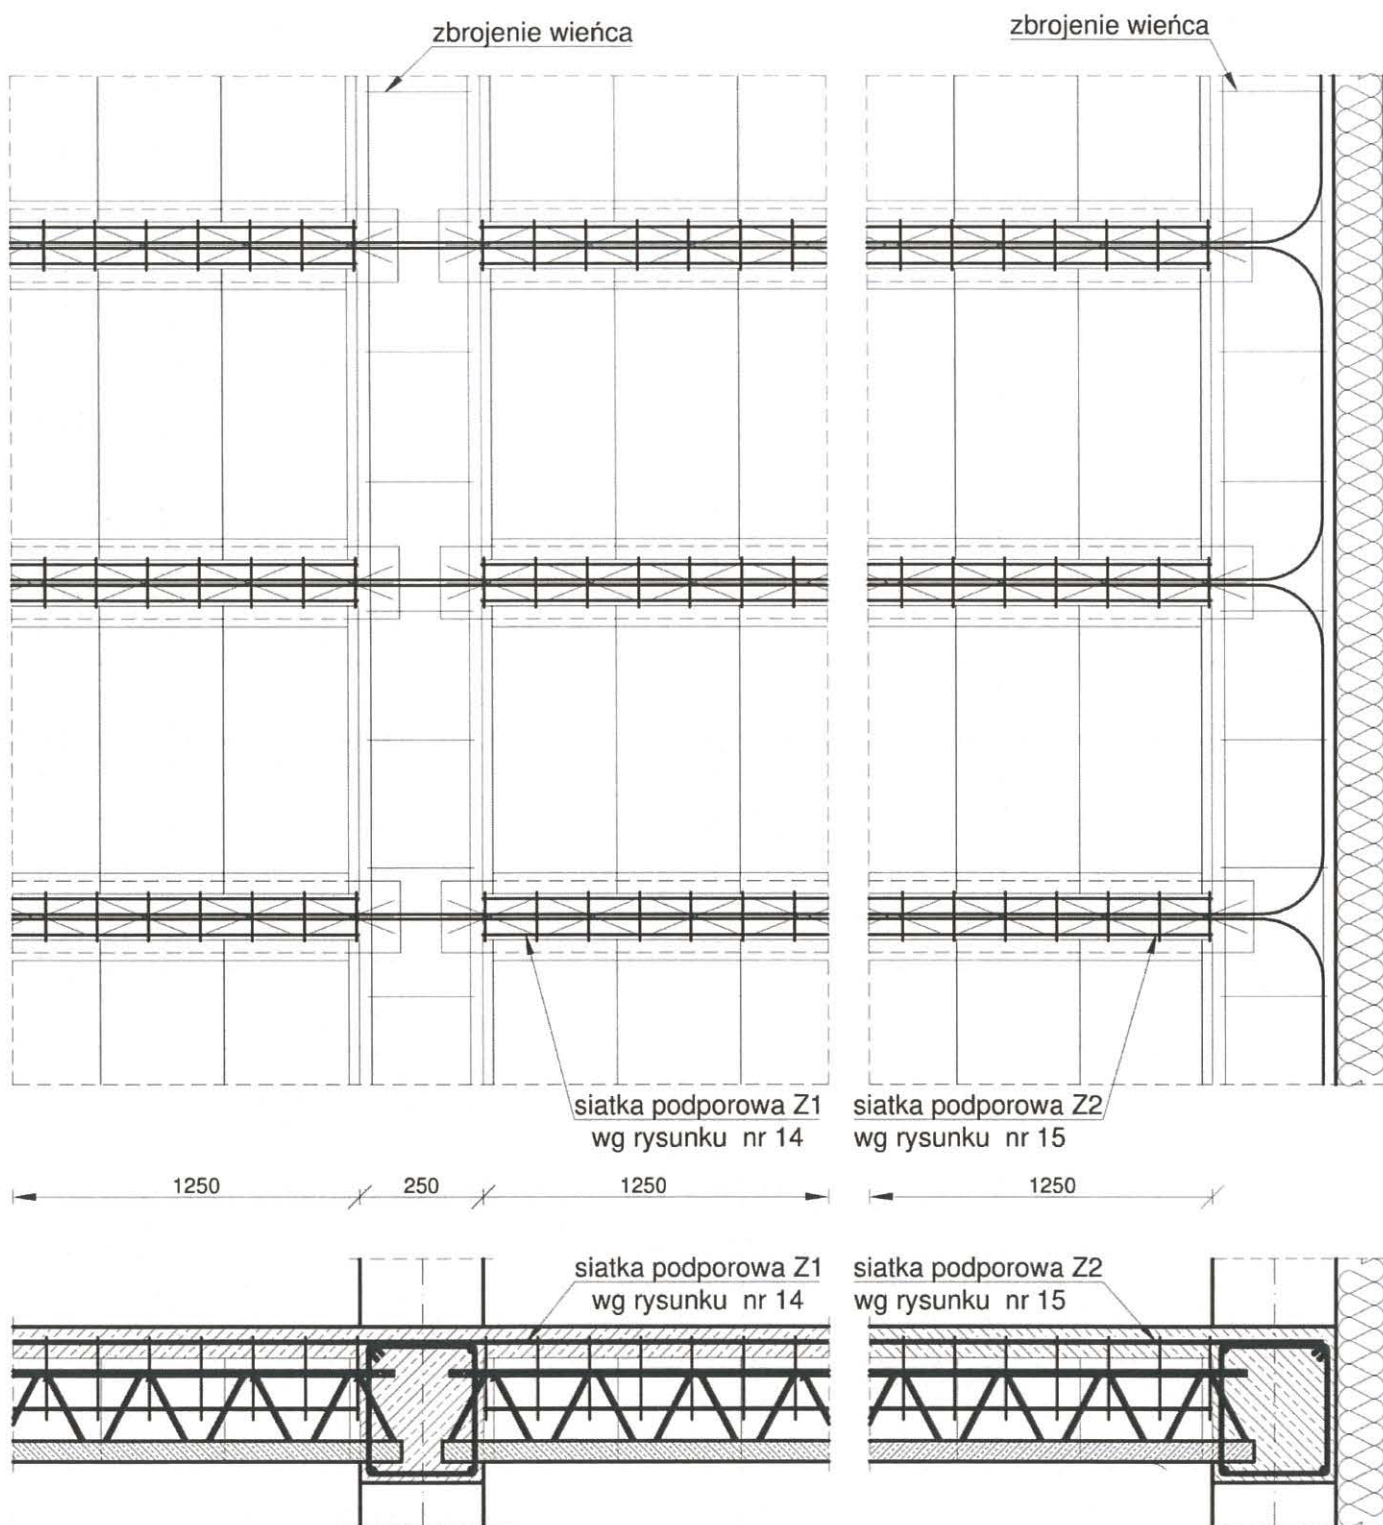 zbrojenie wieńca
zbrojenie wieńca
siatka podporowa Z1
wg rysunku nr 14
siatka podporowa Z2
wg rysunku nr 15
1250
250
1250
1250
siatka podporowa Z1
wg rysunku nr 14
siatka podporowa Z2
wg rysunku nr 15